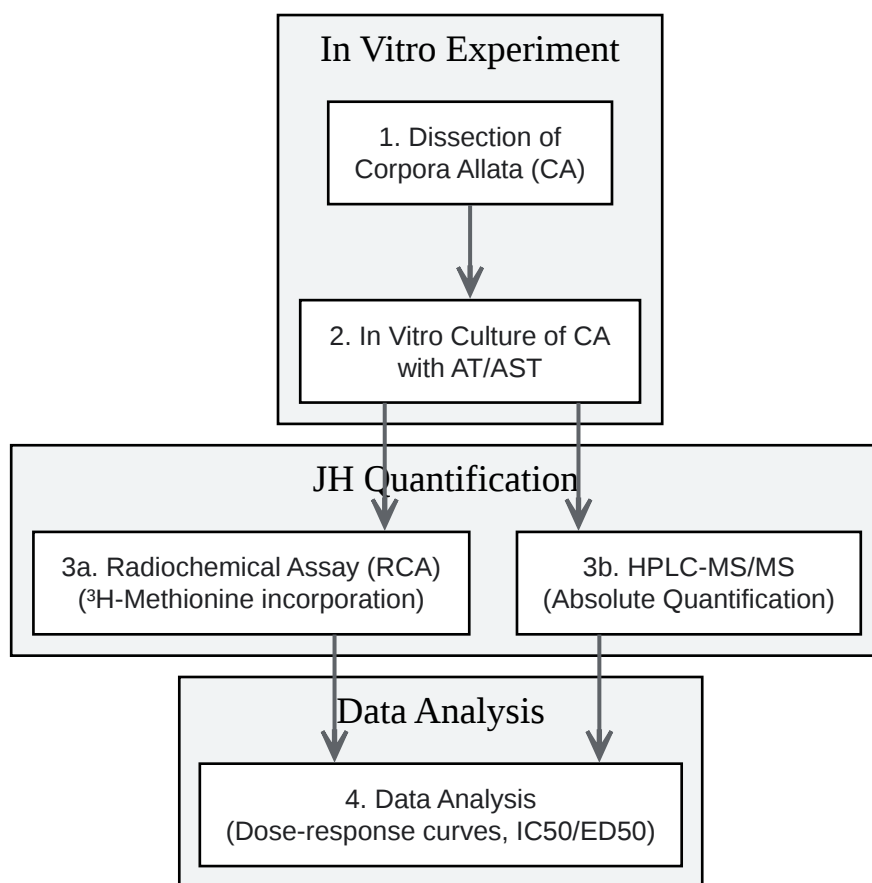 In Vitro Experiment
1. Dissection of
Corpora Allata (CA)
2. In Vitro Culture of CA
with AT/AST
JH Quantification
3a. Radiochemical Assay (RCA)
(³H-Methionine incorporation)
3b. HPLC-MS/MS
(Absolute Quantification)
Data Analysis
4. Data Analysis
(Dose-response curves, IC50/ED50)